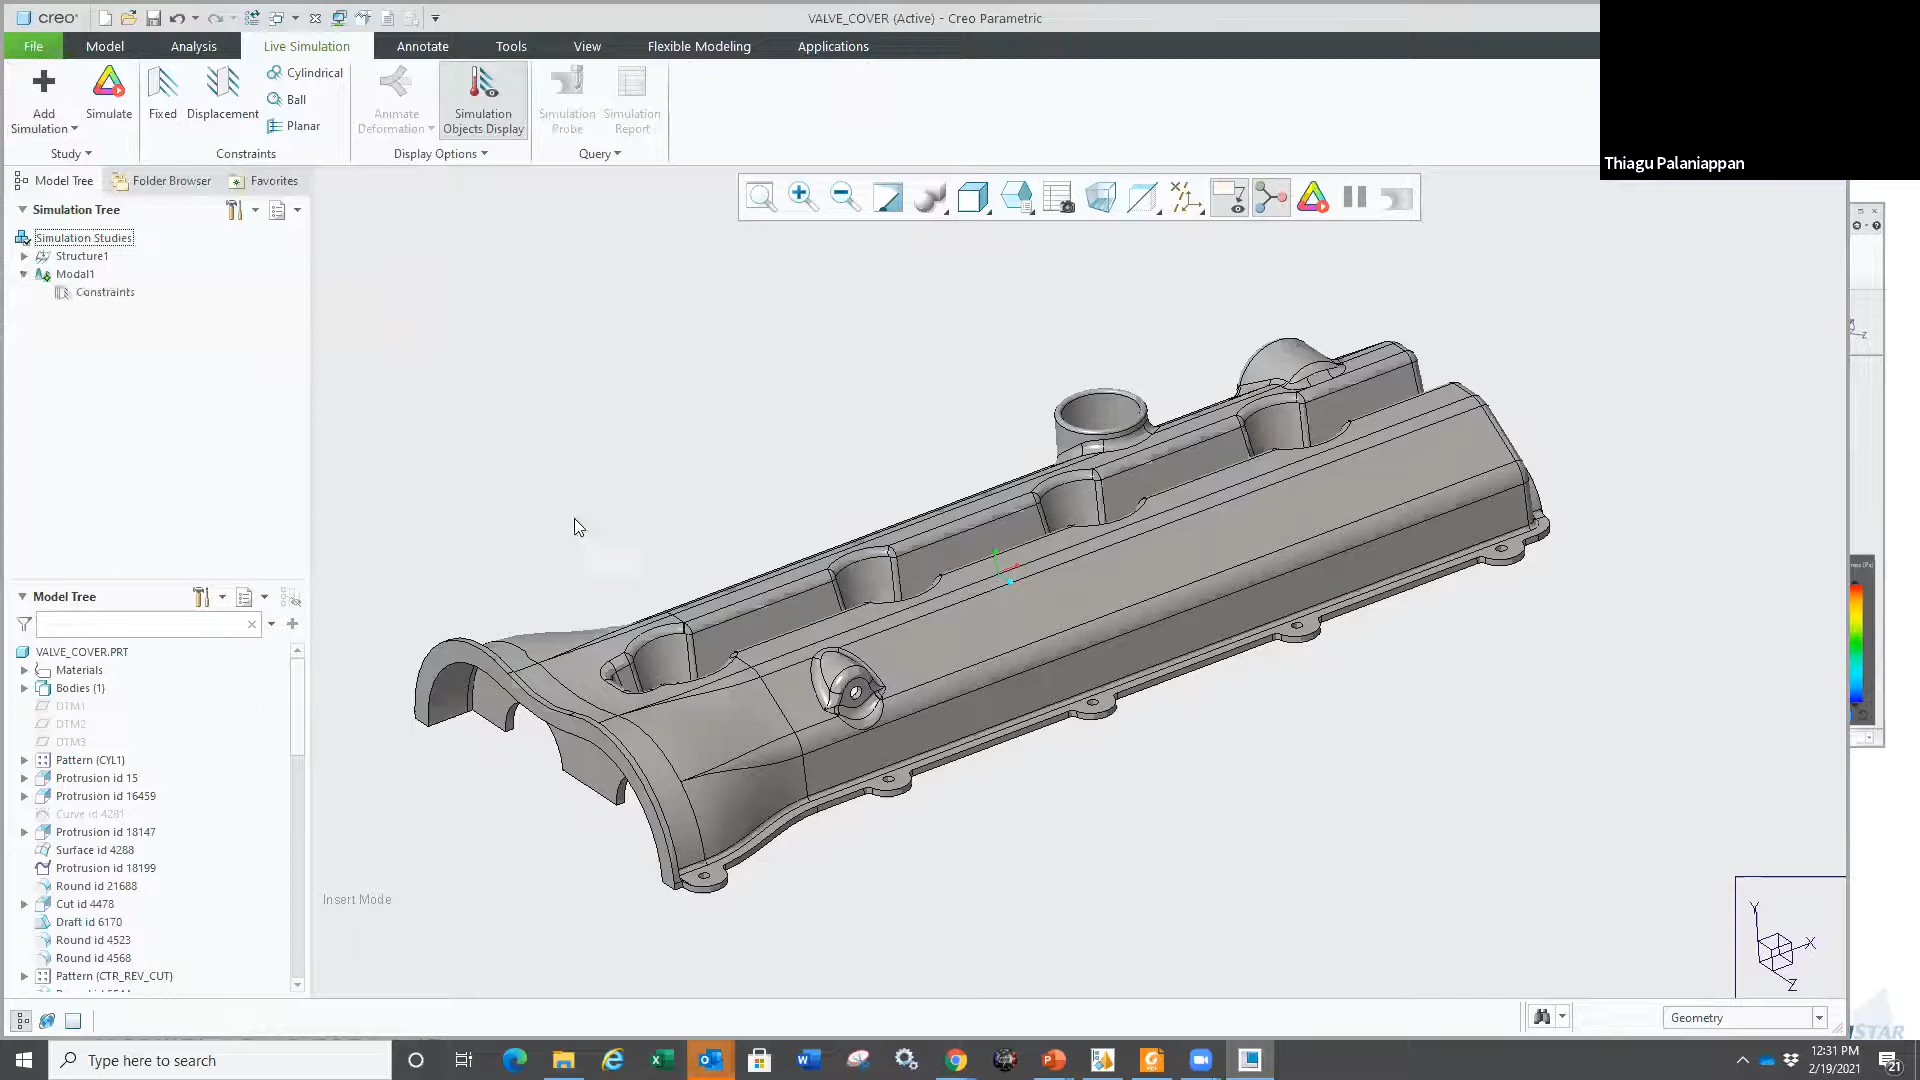 creo
VALVE_COVER (Active) - Creo Parametric
File Model Analysis Live Simulation Annotate Tools View Flexible Modeling Applications
Add Simulation
Simulate
Fixed
Displacement
Cylindrical
Ball
Planar
Animate Deformation
Simulation Objects Display
Simulation Probe
Simulation Report
Study Constraints Display Options Query
Thiagu Palaniappan
Model Tree Folder Browser Favorites
Simulation Tree
Simulation Studies
Structure1
Modal1
Constraints
Model Tree
VALVE_COVER.PRT
Materials
Bodies (1)
DTM1
DTM2
DTM3
Pattern (CYL1)
Protrusion id 15
Protrusion id 16459
Curve id 4281
Protrusion id 18147
Surface id 4288
Protrusion id 18199
Round id 21688
Cut id 4478
Draft id 6170
Round id 4523
Round id 4568
Pattern (CTR_REV_CUT)
Insert Mode
Y
X
Z
Geometry
STAR
Type here to search
12:31 PM
2/19/2021
21